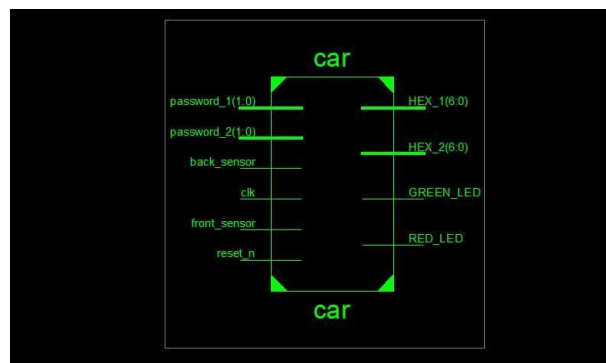 car
password_1(1:0)
password_2(1:0)
back_sensor
clk
front_sensor
reset_n
HEX_1(6:0)
HEX_2(6:0)
GREEN_LED
RED_LED
car